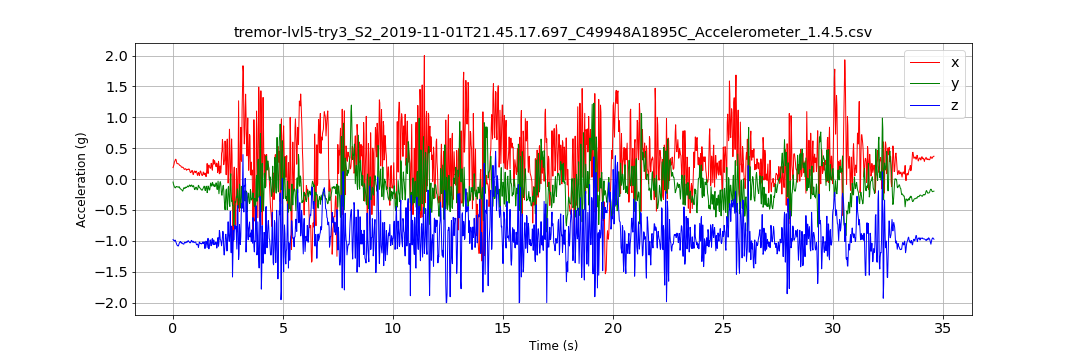 tremor-lvl5-try3_S2_2019-11-01T21.45.17.697_C49948A1895C_Accelerometer_1.4.5.csv
x
y
z
Acceleration (g)
2.0
1.5
1.0
0.5
0.0
−0.5
−1.0
−1.5
−2.0
0 5 10 15 20 25 30 35
Time (s)